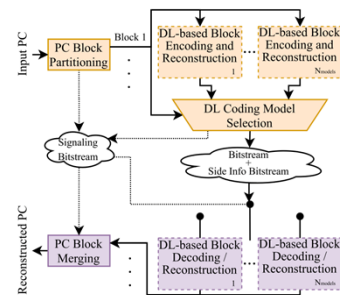 Input PC
PC Block
Partitioning
Block 1
DL-based Block
Encoding and
Reconstruction
1
DL-based Block
Encoding and
Reconstruction
Nmodels
DL Coding Model
Selection
Signaling
Bitstream
Bitstream
+
Side Info Bitstream
Reconstructed PC
PC Block
Merging
DL-based Block
Decoding /
Reconstruction
1
DL-based Block
Decoding /
Reconstruction
Nmodels